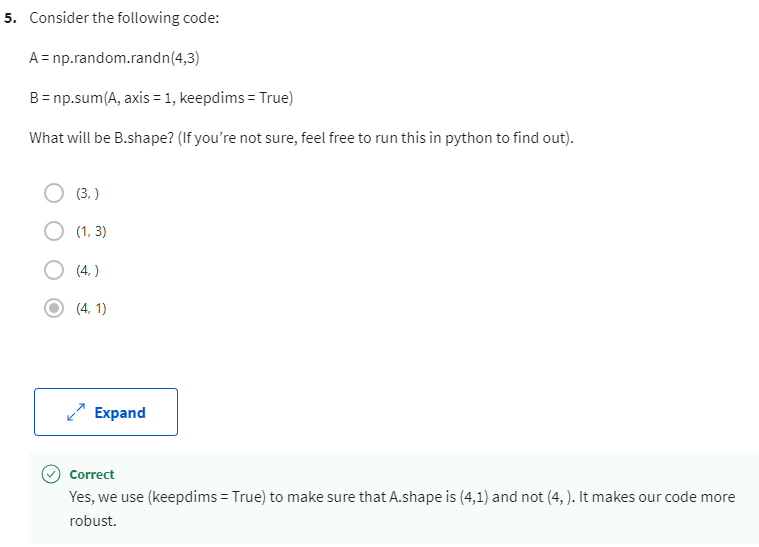 5. Consider the following code:
A = np.random.randn(4,3)
B = np.sum(A, axis = 1, keepdims = True)
What will be B.shape? (If you're not sure, feel free to run this in python to find out).
(3, )
(1, 3)
(4, )
(4, 1)
Expand
Correct
Yes, we use (keepdims = True) to make sure that A.shape is (4,1) and not (4, ). It makes our code more
robust.